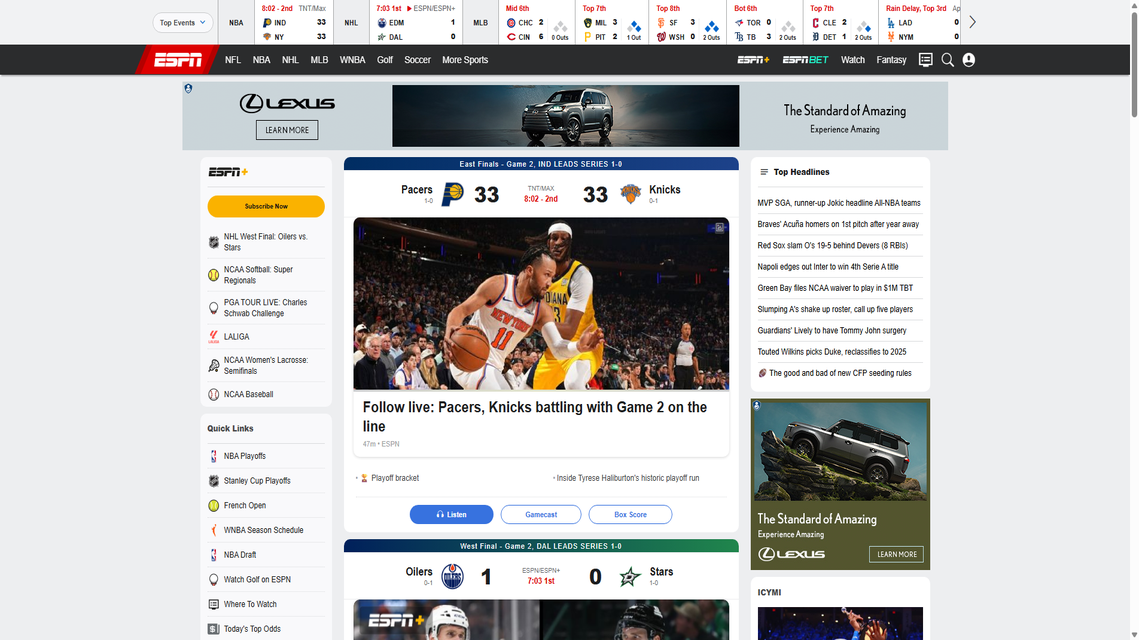 Top Events
NBA
8:02 - 2nd TNT/MAX
IND 33
NY 33
NHL
7:03 1st ESPN/ESPN+
EDM 1
DAL 0
MLB
Mid 6th
CHC 2
CIN 6
0 Outs
Top 7th
MIL 3
PIT 2
1 Out
Top 8th
SF 3
WSH 0
2 Outs
Bot 6th
TOR 0
TB 3
2 Outs
Top 7th
CLE 2
DET 1
2 Outs
Rain Delay, Top 3rd
LAD 0
NYM 0
ESPN
NFL NBA NHL MLB WNBA Golf Soccer More Sports
ESPN+ ESPN BET Watch Fantasy
LEXUS
LEARN MORE
The Standard of Amazing
Experience Amazing
ESPN+
Subscribe Now
NHL West Final: Oilers vs.
Stars
NCAA Softball: Super
Regionals
PGA TOUR LIVE: Charles
Schwab Challenge
LALIGA
NCAA Women's Lacrosse:
Semifinals
NCAA Baseball
Quick Links
NBA Playoffs
Stanley Cup Playoffs
French Open
WNBA Season Schedule
NBA Draft
Watch Golf on ESPN
Where To Watch
Today's Top Odds
East Finals - Game 2, IND LEADS SERIES 1-0
Pacers
1-0
33
TNT/MAX
8:02 - 2nd
33
Knicks
0-1
NEW YORK
11
Follow live: Pacers, Knicks battling with Game 2 on the
line
47m • ESPN
Playoff bracket
Inside Tyrese Haliburton's historic playoff run
Listen
Gamecast
Box Score
West Final - Game 2, DAL LEADS SERIES 1-0
Oilers
0-1
1
ESPN/ESPN+
7:03 1st
0
Stars
1-0
ESPN+
Top Headlines
MVP SGA, runner-up Jokic headline All-NBA teams
Braves' Acuña homers on 1st pitch after year away
Red Sox slam O's 19-5 behind Devers (8 RBIs)
Napoli edges out Inter to win 4th Serie A title
Green Bay files NCAA waiver to play in $1M TBT
Slumping A's shake up roster, call up five players
Guardians' Lively to have Tommy John surgery
Touted Wilkins picks Duke, reclassifies to 2025
The good and bad of new CFP seeding rules
The Standard of Amazing
Experience Amazing
LEXUS
LEARN MORE
ICYMI